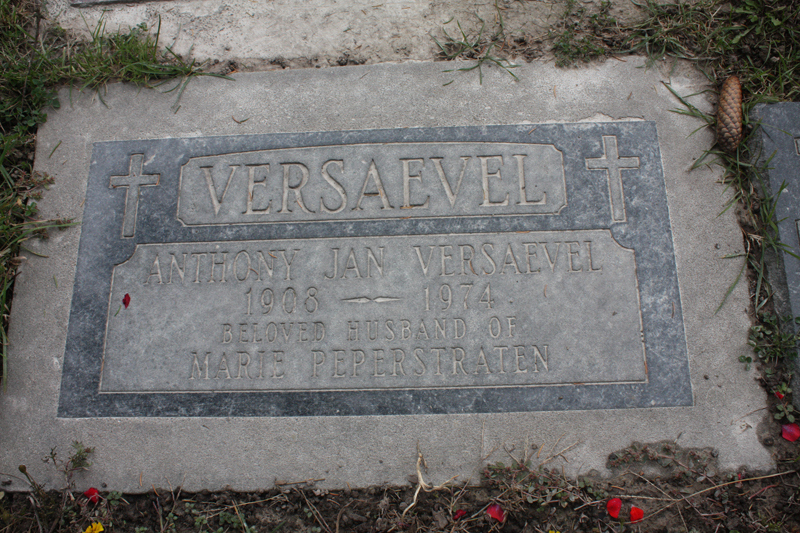 VERSAEVEL
ANTHONY JAN VERSAEVEL
1908 — 1974
BELOVED HUSBAND OF
MARIE PEPERSTRATEN